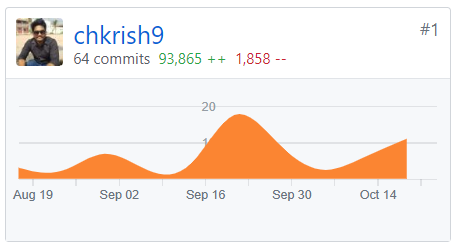 chkrish9
#1
64 commits 93,865 ++ 1,858 --
20
Aug 19 Sep 02 Sep 16 Sep 30 Oct 14